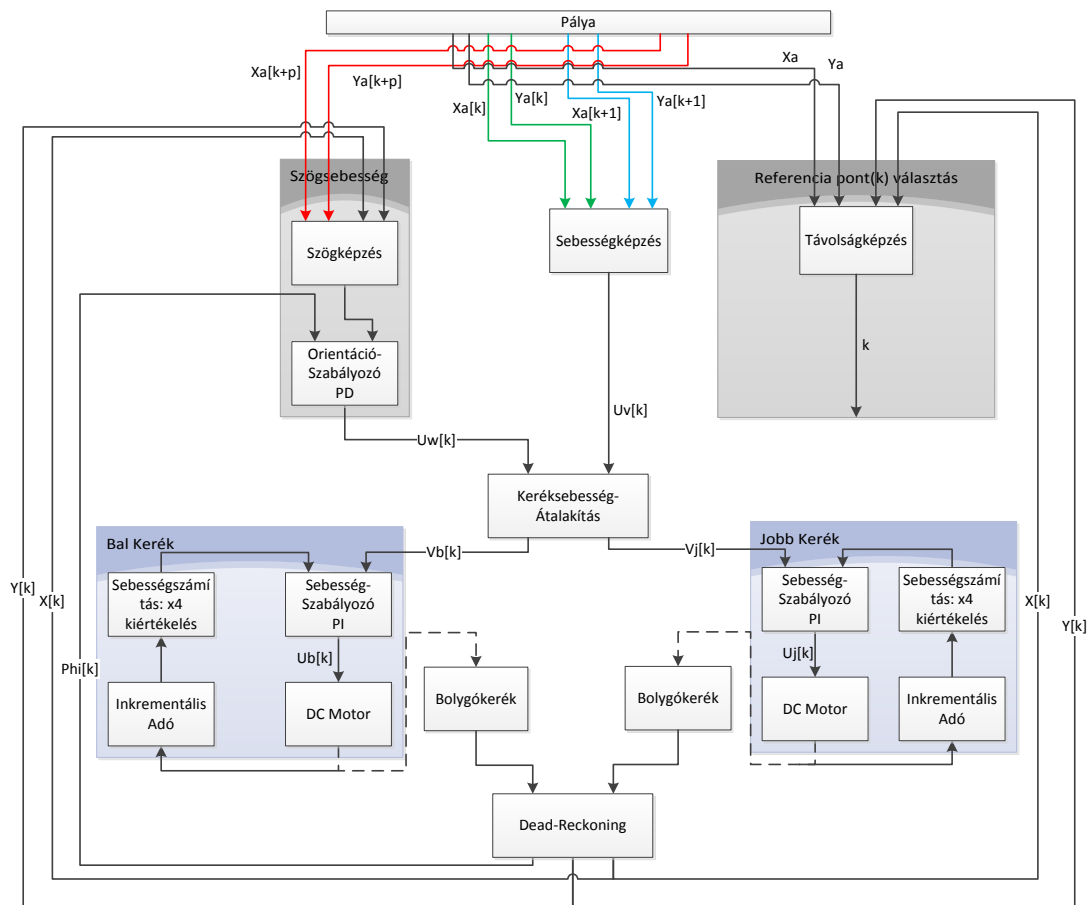 Pálya
Xa
Ya
Xa[k+p]
Ya[k+p]
Xa[k]
Ya[k]
Xa[k+1]
Ya[k+1]
Szögsebesség
Referencia pont(k) választás
Szögképzés
Sebességképzés
Távolságképzés
k
Orientáció-
Szabályozó
PD
Uv[k]
Uw[k]
Keréksebesség-
Átalakítás
Bal Kerék
Vb[k]
Vj[k]
Jobb Kerék
Sebességszámí
tás: x4
kiértékelés
Sebesség-
Szabályozó
PI
Sebesség-
Szabályozó
PI
Sebességszámí
tás: x4
kiértékelés
Y[k]
X[k]
X[k]
Y[k]
Phi[k]
Ub[k]
Uj[k]
Inkrementális
Adó
DC Motor
Bolygókerék
Bolygókerék
DC Motor
Inkrementális
Adó
Dead-Reckoning